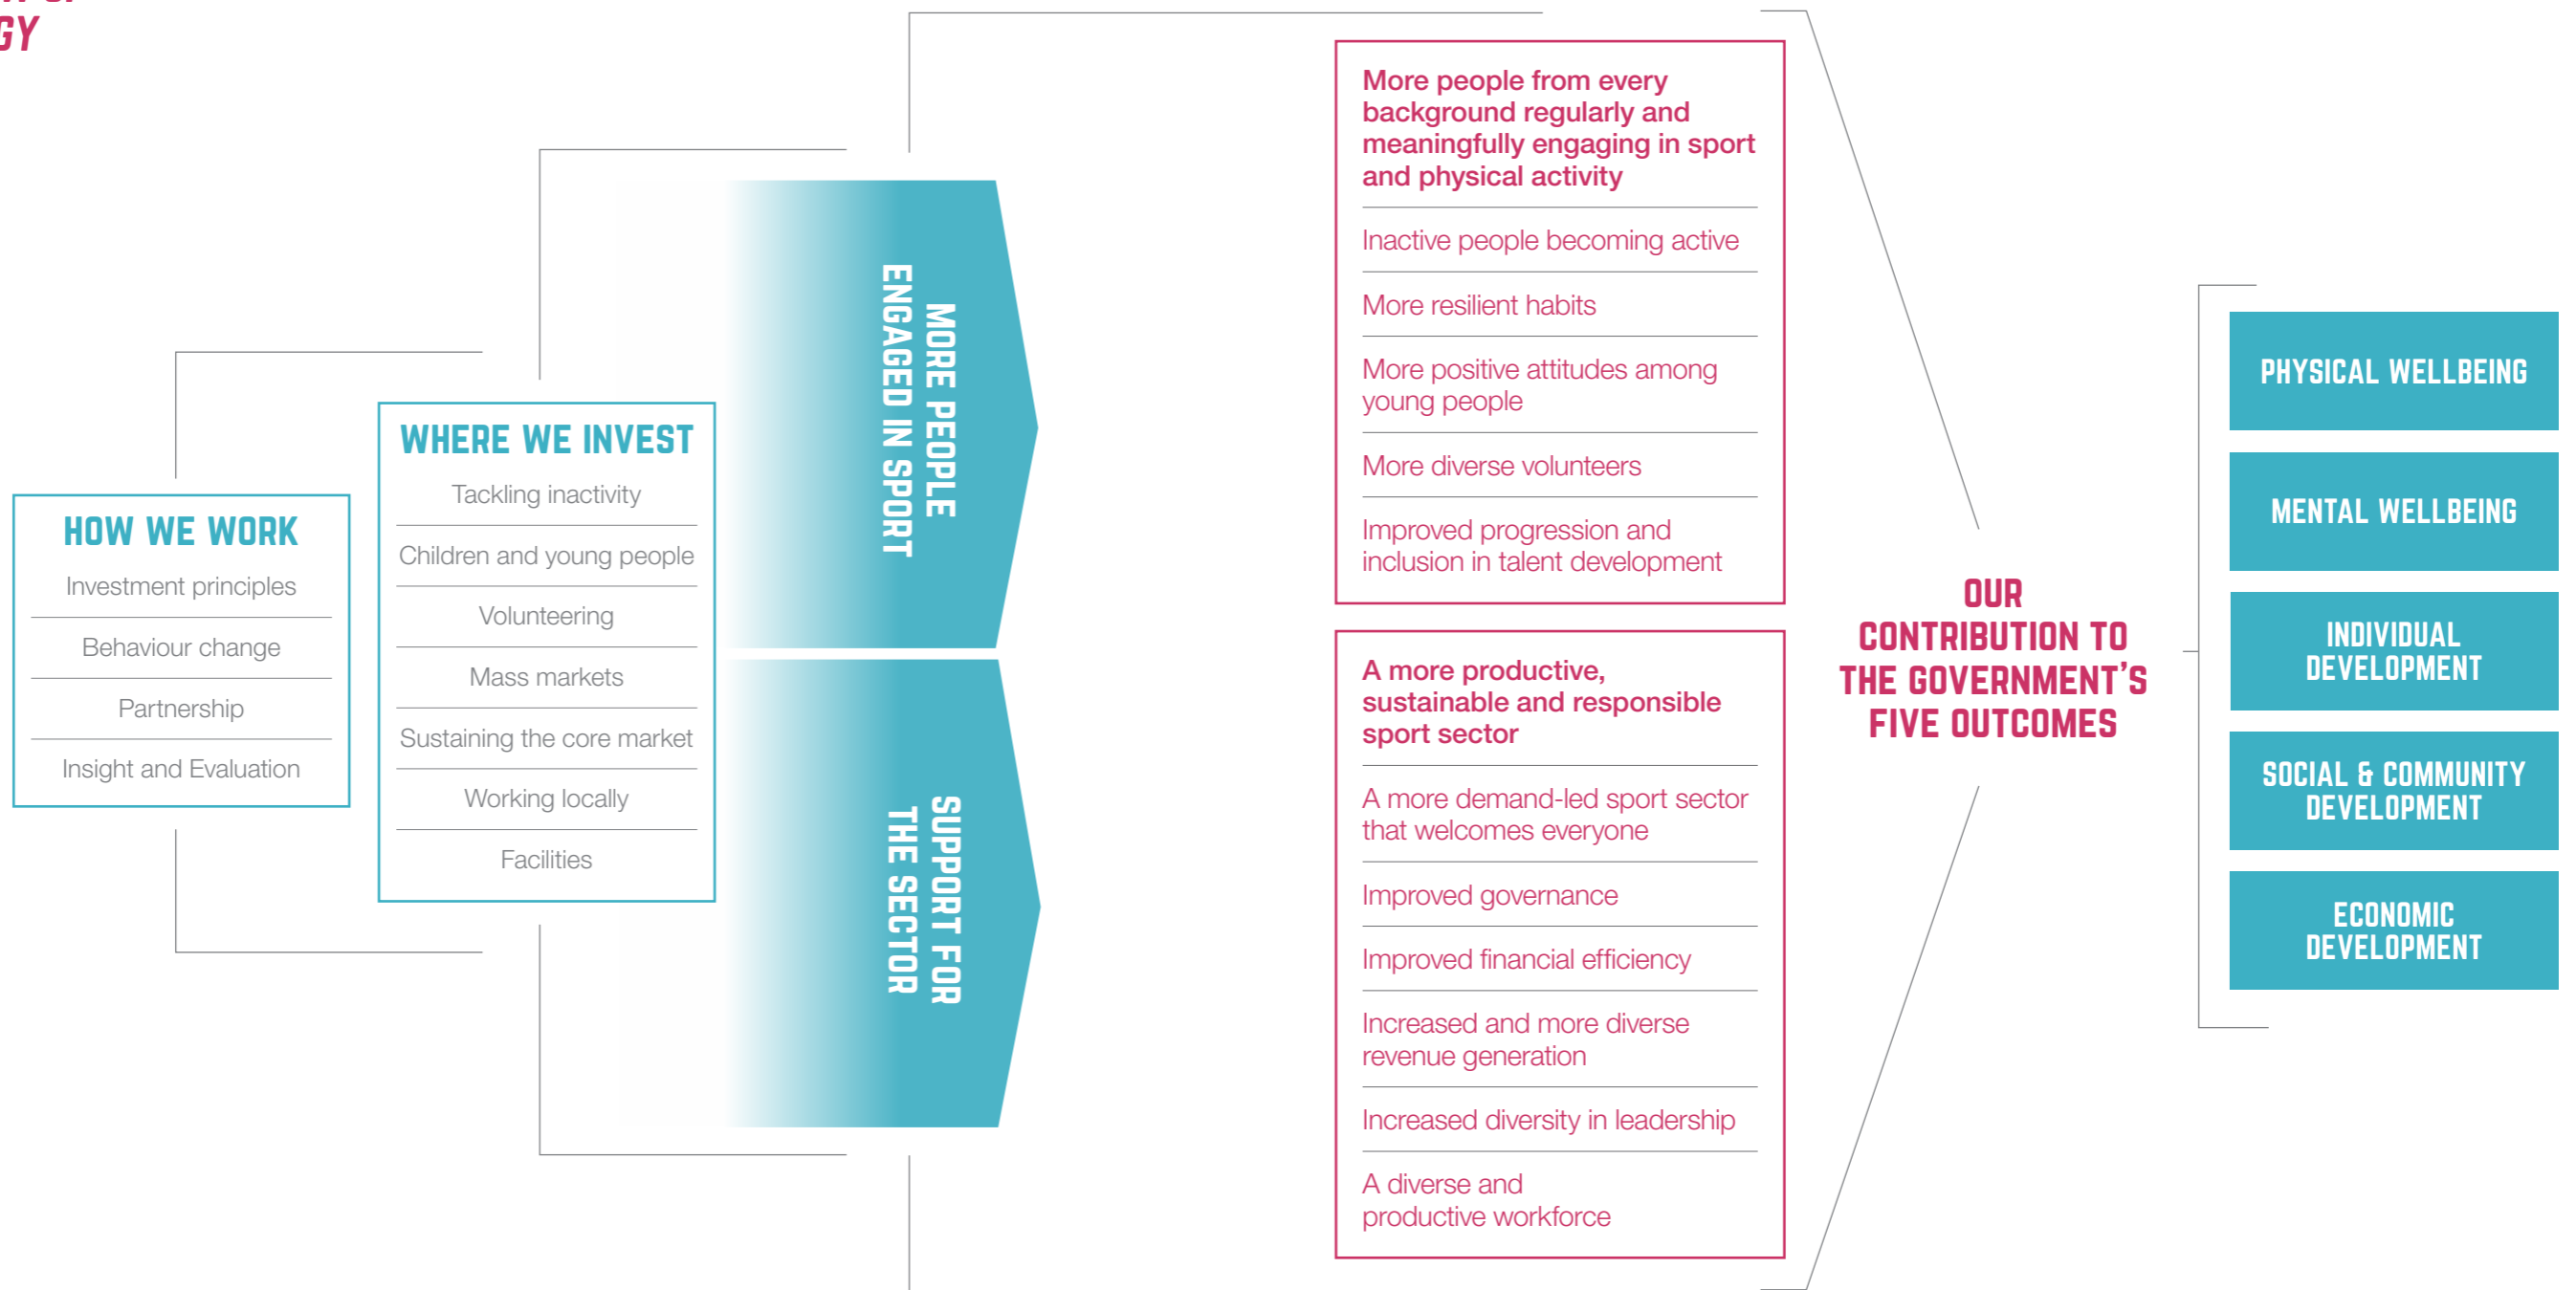 GY
HOW WE WORK
Investment principles
Behaviour change
Partnership
Insight and Evaluation
WHERE WE INVEST
Tackling inactivity
Children and young people
Volunteering
Mass markets
Sustaining the core market
Working locally
Facilities
MORE PEOPLE
ENGAGED IN SPORT
SUPPORT FOR
THE SECTOR
More people from every
background regularly and
meaningfully engaging in sport
and physical activity
Inactive people becoming active
More resilient habits
More positive attitudes among
young people
More diverse volunteers
Improved progression and
inclusion in talent development
A more productive,
sustainable and responsible
sport sector
A more demand-led sport sector
that welcomes everyone
Improved governance
Improved financial efficiency
Increased and more diverse
revenue generation
Increased diversity in leadership
A diverse and
productive workforce
OUR
CONTRIBUTION TO
THE GOVERNMENT'S
FIVE OUTCOMES
PHYSICAL WELLBEING
MENTAL WELLBEING
INDIVIDUAL
DEVELOPMENT
SOCIAL & COMMUNITY
DEVELOPMENT
ECONOMIC
DEVELOPMENT